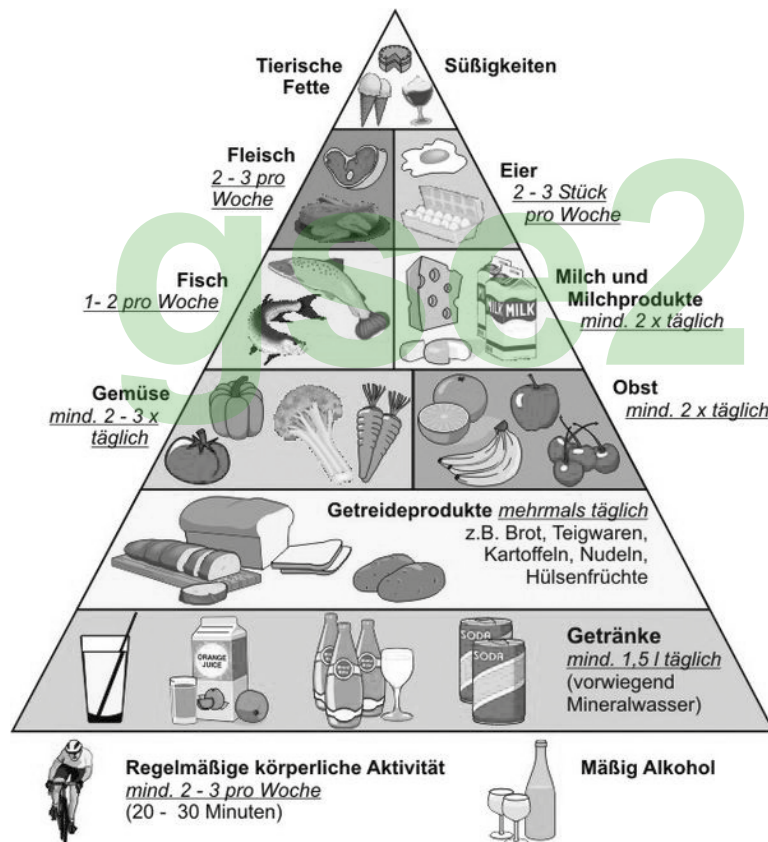 Tierische
Fette
Süßigkeiten
Fleisch
2 - 3 pro
Woche
Eier
2 - 3 Stück
pro Woche
gse2
Fisch
1- 2 pro Woche
Milch und
Milchprodukte
mind. 2 x täglich
MILK
MILK
Gemüse
mind. 2 - 3 x
täglich
Obst
mind. 2 x täglich
Getreideprodukte mehrmals täglich
z.B. Brot, Teigwaren,
Kartoffeln, Nudeln,
Hülsenfrüchte
ORANGE
JUICE
SODA
SODA
Getränke
mind. 1,5 l täglich
(vorwiegend
Mineralwasser)
Regelmäßige körperliche Aktivität
mind. 2 - 3 pro Woche
(20 - 30 Minuten)
Mäßig Alkohol